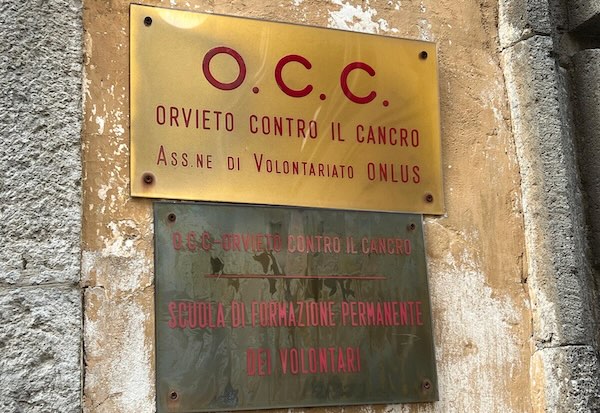 O.C.C.
ORVIETO CONTRO IL CANCRO
ASS.NE DI VOLONTARIATO ONLUS
O.C.C-ORVIETO CONTRO IL CANCRO
SCUOLA DI FORMAZIONE PERMANENTE
DEI VOLONTARI